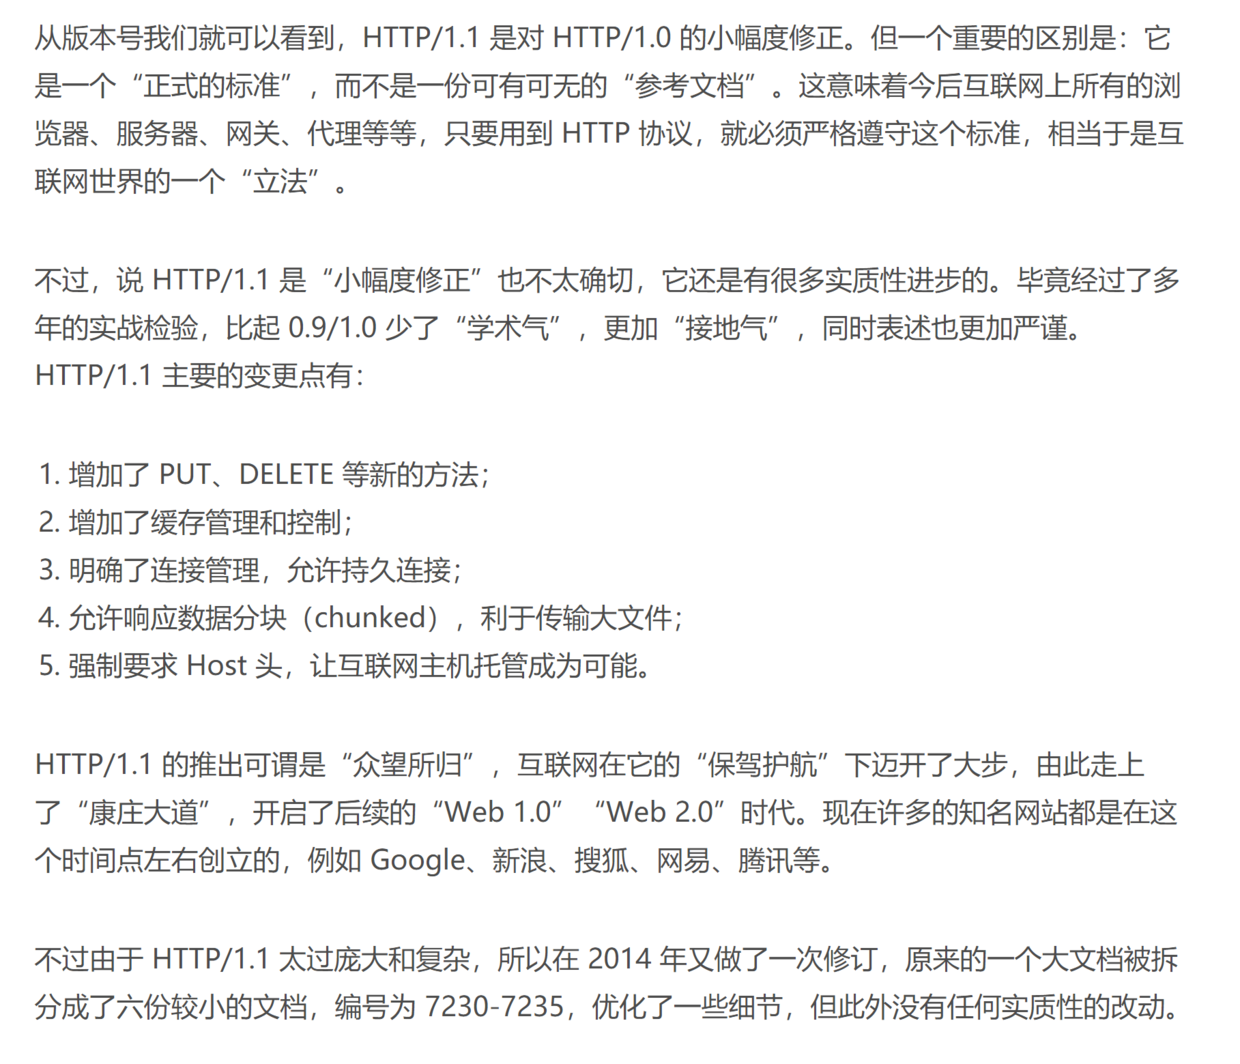 从版本号我们就可以看到，HTTP/1.1 是对 HTTP/1.0 的小幅度修正。但一个重要的区别是：它
是一个“正式的标准”，而不是一份可有可无的“参考文档”。这意味着今后互联网上所有的浏
览器、服务器、网关、代理等等，只要用到 HTTP 协议，就必须严格遵守这个标准，相当于是互
联网世界的一个“立法”。
不过，说 HTTP/1.1 是“小幅度修正”也不太确切，它还是有很多实质性进步的。毕竟经过了多
年的实战检验，比起 0.9/1.0 少了“学术气”，更加“接地气”，同时表述也更加严谨。
HTTP/1.1 主要的变更点有：
1. 增加了 PUT、DELETE 等新的方法；
2. 增加了缓存管理和控制；
3. 明确了连接管理，允许持久连接；
4. 允许响应数据分块（chunked），利于传输大文件；
5. 强制要求 Host 头，让互联网主机托管成为可能。
HTTP/1.1 的推出可谓是“众望所归”，互联网在它的“保驾护航”下迈开了大步，由此走上
了“康庄大道”，开启了后续的“Web 1.0”“Web 2.0”时代。现在许多的知名网站都是在这
个时间点左右创立的，例如 Google、新浪、搜狐、网易、腾讯等。
不过由于 HTTP/1.1 太过庞大和复杂，所以在 2014 年又做了一次修订，原来的一个大文档被拆
分成了六份较小的文档，编号为 7230-7235，优化了一些细节，但此外没有任何实质性的改动。